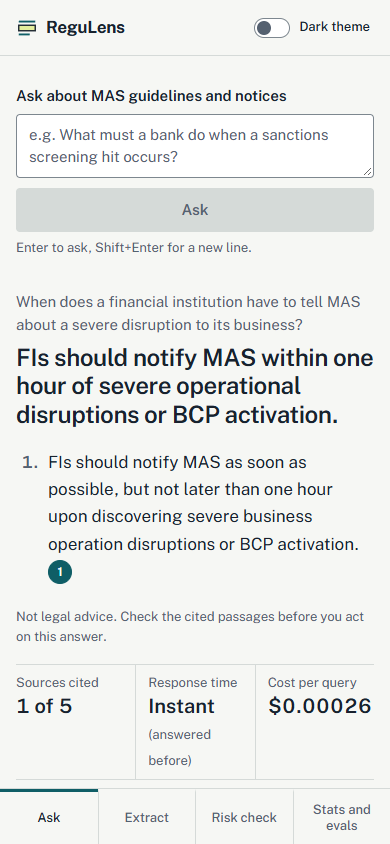 ReguLens
Dark theme
Ask about MAS guidelines and notices
e.g. What must a bank do when a sanctions
screening hit occurs?
Ask
Enter to ask, Shift+Enter for a new line.
When does a financial institution have to tell MAS
about a severe disruption to its business?
FIs should notify MAS within one
hour of severe operational
disruptions or BCP activation.
1. FIs should notify MAS as soon as
possible, but not later than one hour
upon discovering severe business
operation disruptions or BCP activation.
1
Not legal advice. Check the cited passages before you act
on this answer.
Sources cited
1 of 5
Response time
Instant
(answered
before)
Cost per query
$0.00026
Ask
Extract
Risk check
Stats and
evals